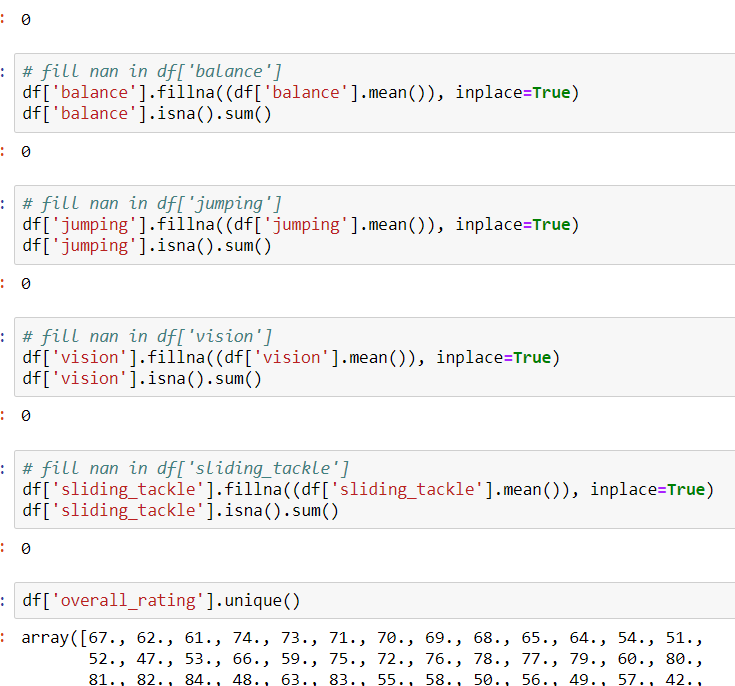 : 0
: # fill nan in df['balance']
df['balance'].fillna((df['balance'].mean()), inplace=True)
df['balance'].isna().sum()
: 0
: # fill nan in df['jumping']
df['jumping'].fillna((df['jumping'].mean()), inplace=True)
df['jumping'].isna().sum()
: 0
: # fill nan in df['vision']
df['vision'].fillna((df['vision'].mean()), inplace=True)
df['vision'].isna().sum()
: 0
: # fill nan in df['sliding_tackle']
df['sliding_tackle'].fillna((df['sliding_tackle'].mean()), inplace=True)
df['sliding_tackle'].isna().sum()
: 0
: df['overall_rating'].unique()
: array([67., 62., 61., 74., 73., 71., 70., 69., 68., 65., 64., 54., 51.,
52., 47., 53., 66., 59., 75., 72., 76., 78., 77., 79., 60., 80.,
81., 82., 84., 48., 63., 83., 55., 58., 50., 56., 49., 57., 42.,